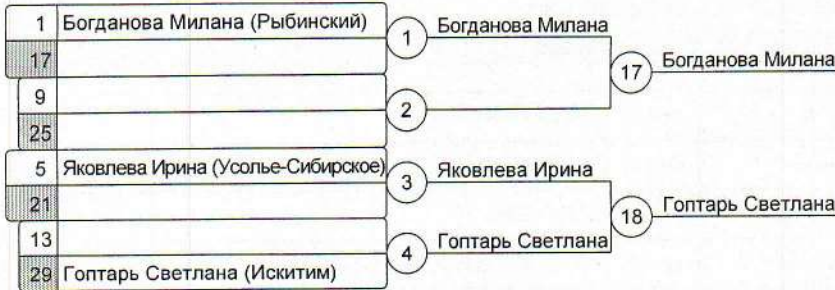 1 Богданова Милана (Рыбинский)
17
1 Богданова Милана
9
25
2
17 Богданова Милана
5 Яковлева Ирина (Усолье-Сибирское)
21
3 Яковлева Ирина
13
29 Гоптарь Светлана (Искитим)
4 Гоптарь Светлана
18 Гоптарь Светлана